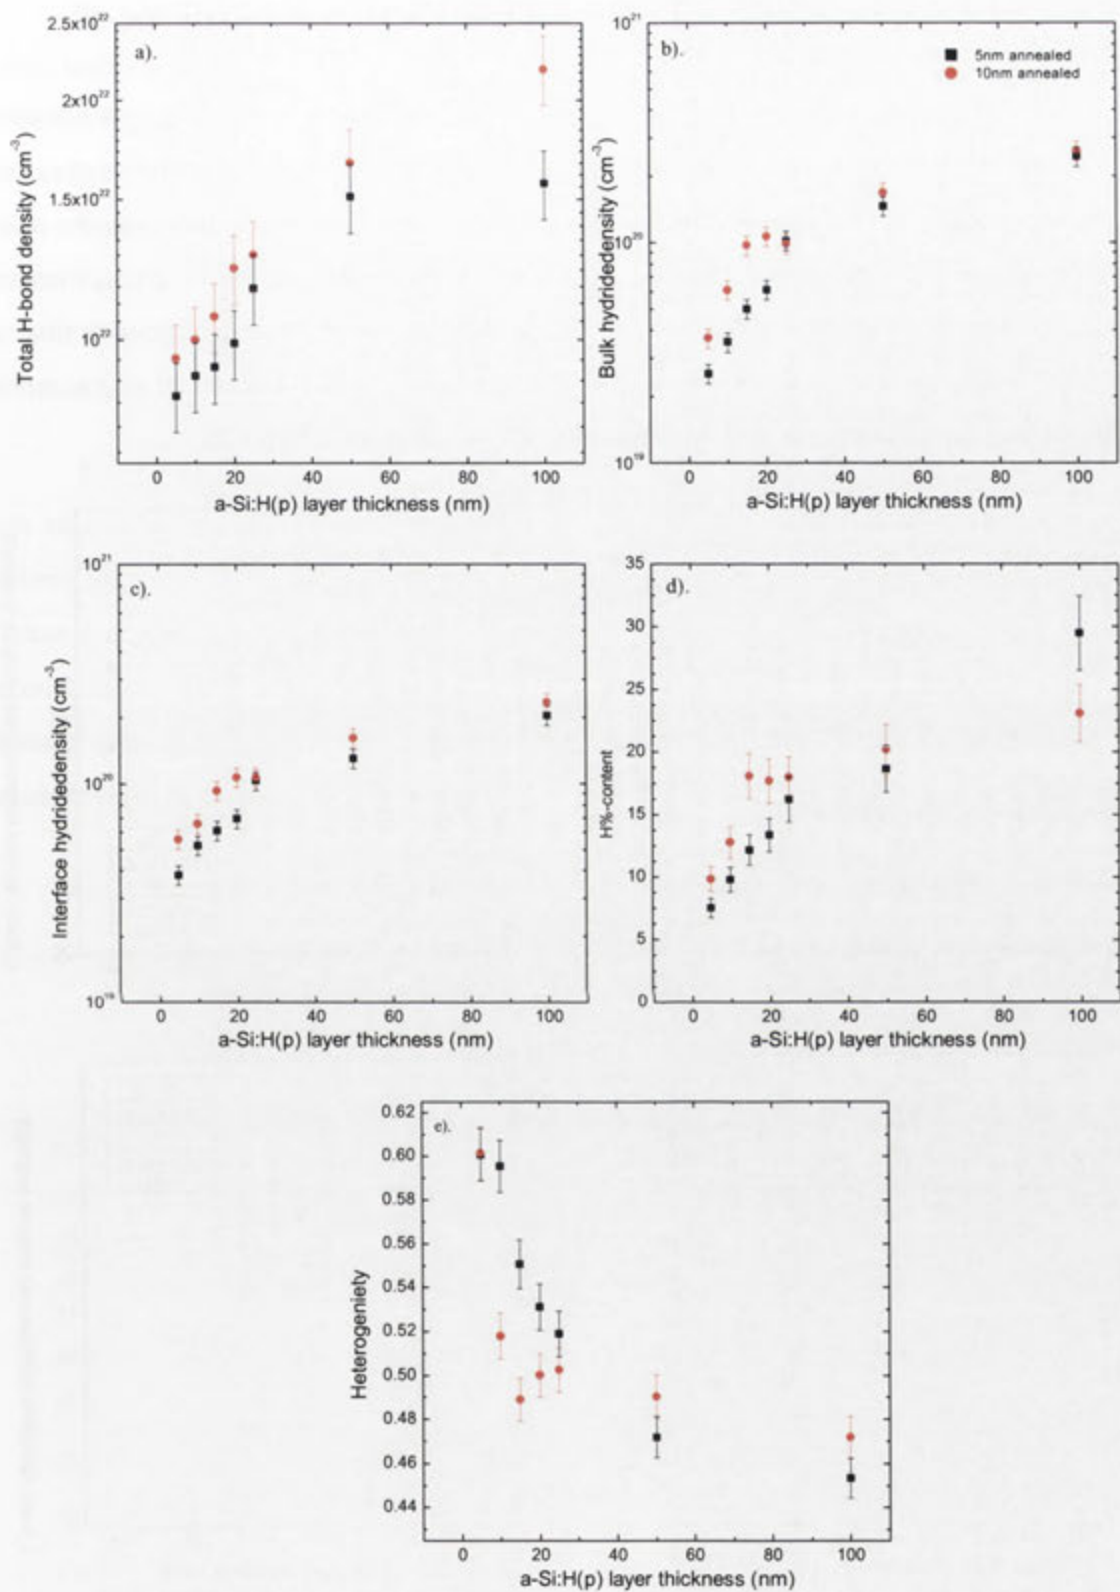 a).
2.5x10²²
2x10²²
1.5x10²²
10²²
Total H-bond density (cm⁻³)
0 20 40 60 80 100
a-Si:H(p) layer thickness (nm)
b).
5nm annealed
10nm annealed
10²¹
10²⁰
10¹⁹
Bulk hydridedensity (cm⁻³)
0 20 40 60 80 100
a-Si:H(p) layer thickness (nm)
c).
10²¹
10²⁰
10¹⁹
Interface hydridedensity (cm⁻³)
0 20 40 60 80 100
a-Si:H(p) layer thickness (nm)
d).
35
30
25
20
15
10
5
0
H%-content
0 20 40 60 80 100
a-Si:H(p) layer thickness (nm)
e).
0.62
0.60
0.58
0.56
0.54
0.52
0.50
0.48
0.46
0.44
Heterogeniety
0 20 40 60 80 100
a-Si:H(p) layer thickness (nm)